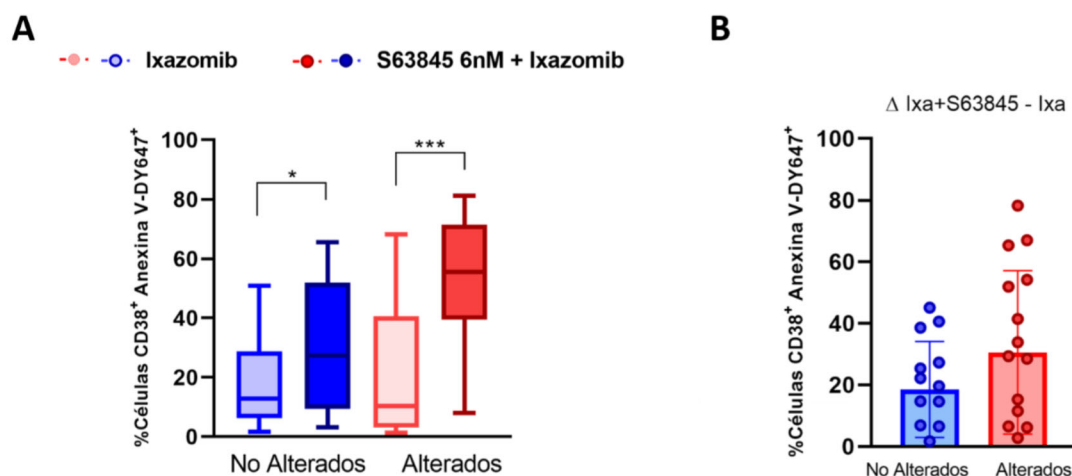 A
Ixazomib
S63845 6nM + Ixazomib
%Células CD38⁺ Anexina V-DY647⁺
100
80
60
40
20
0
*
***
No Alterados
Alterados
B
Δ Ixa+S63845 - Ixa
%Células CD38⁺ Anexina V-DY647⁺
100
80
60
40
20
0
No Alterados
Alterados